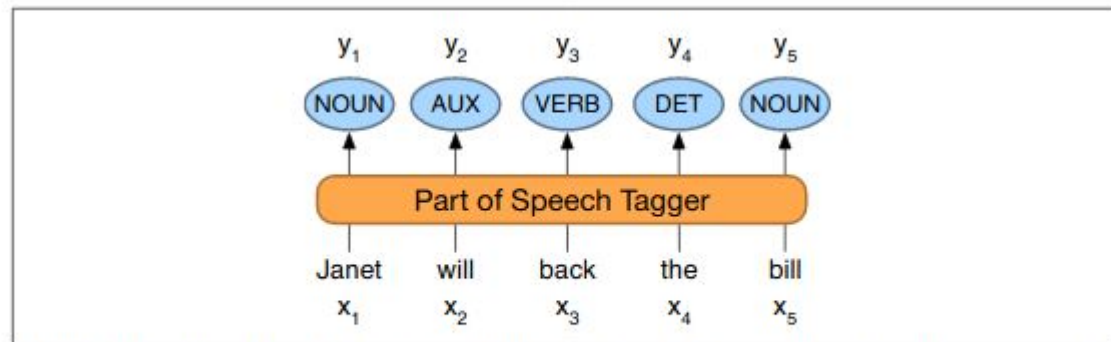 y1 y2 y3 y4 y5
NOUN AUX VERB DET NOUN
Part of Speech Tagger
Janet will back the bill
x1 x2 x3 x4 x5